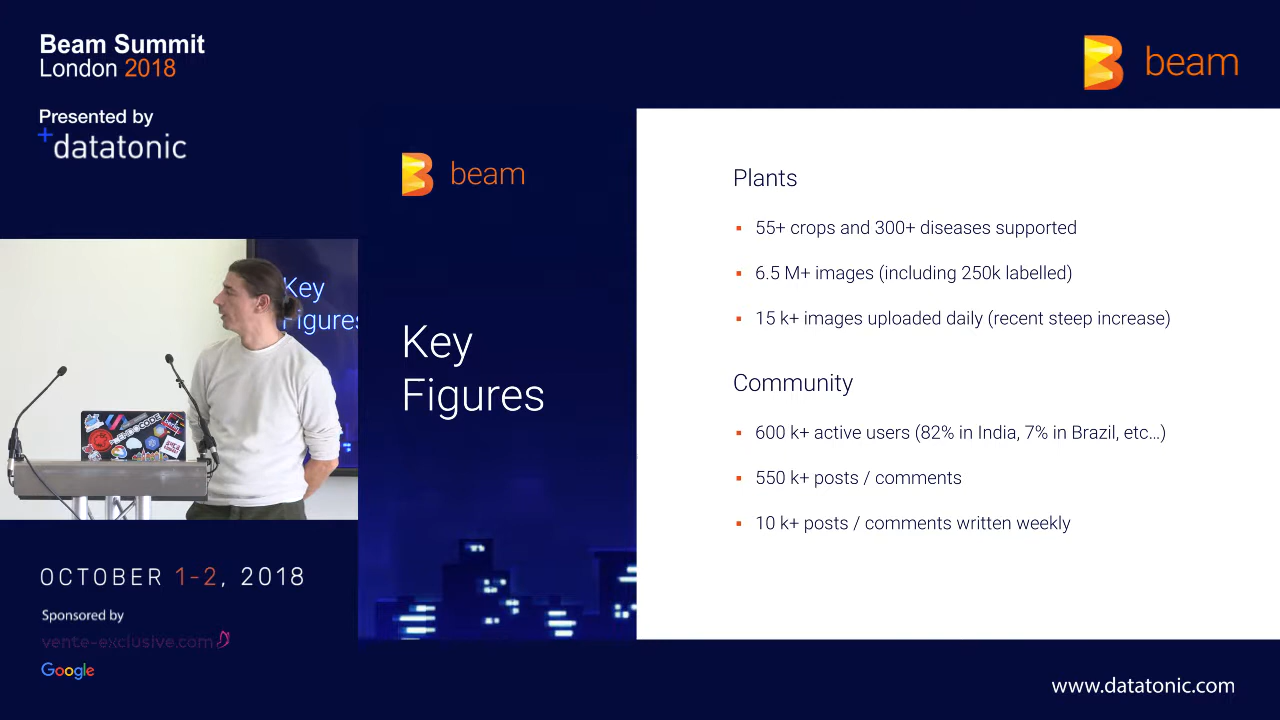 Beam Summit
London 2018
Presented by
+datatonic
beam
beam
Key
Figures
Key
Figures
PENDOCODE
Plants
55+ crops and 300+ diseases supported
6.5 M+ images (including 250k labelled)
15 k+ images uploaded daily (recent steep increase)
Community
600 k+ active users (82% in India, 7% in Brazil, etc…)
550 k+ posts / comments
10 k+ posts / comments written weekly
OCTOBER 1-2, 2018
Sponsored by
vente-exclusive.com
Google
www.datatonic.com